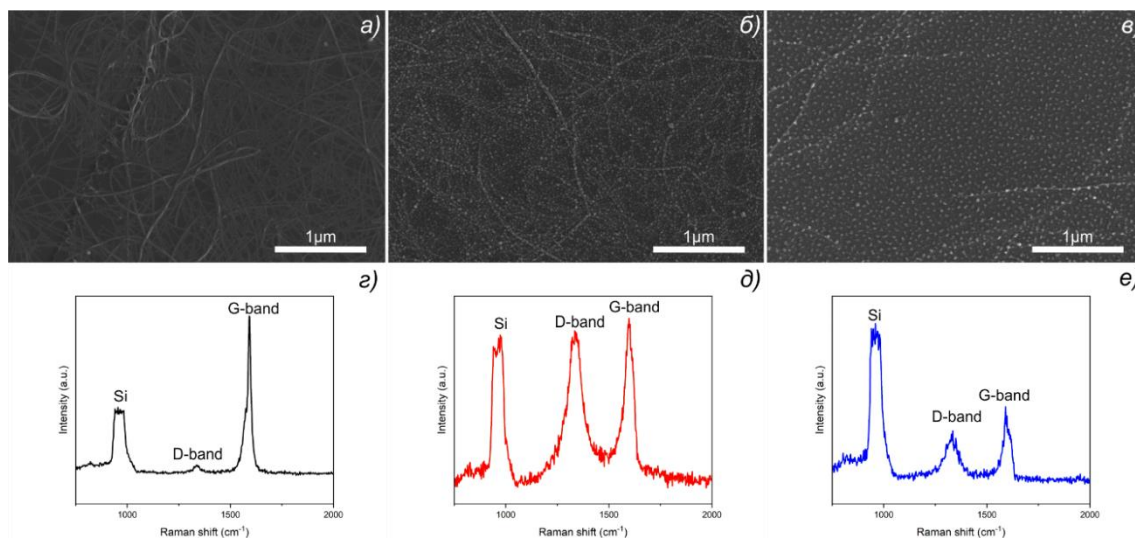 а)
б)
в)
1µm
1µm
1µm
г)
G-band
Si
D-band
Intensity (a.u.)
1000
1500
2000
Raman shift (cm⁻¹)
д)
G-band
D-band
Si
Intensity (a.u.)
1000
1500
2000
Raman shift (cm⁻¹)
е)
Si
G-band
D-band
Intensity (a.u.)
1000
1500
2000
Raman shift (cm⁻¹)